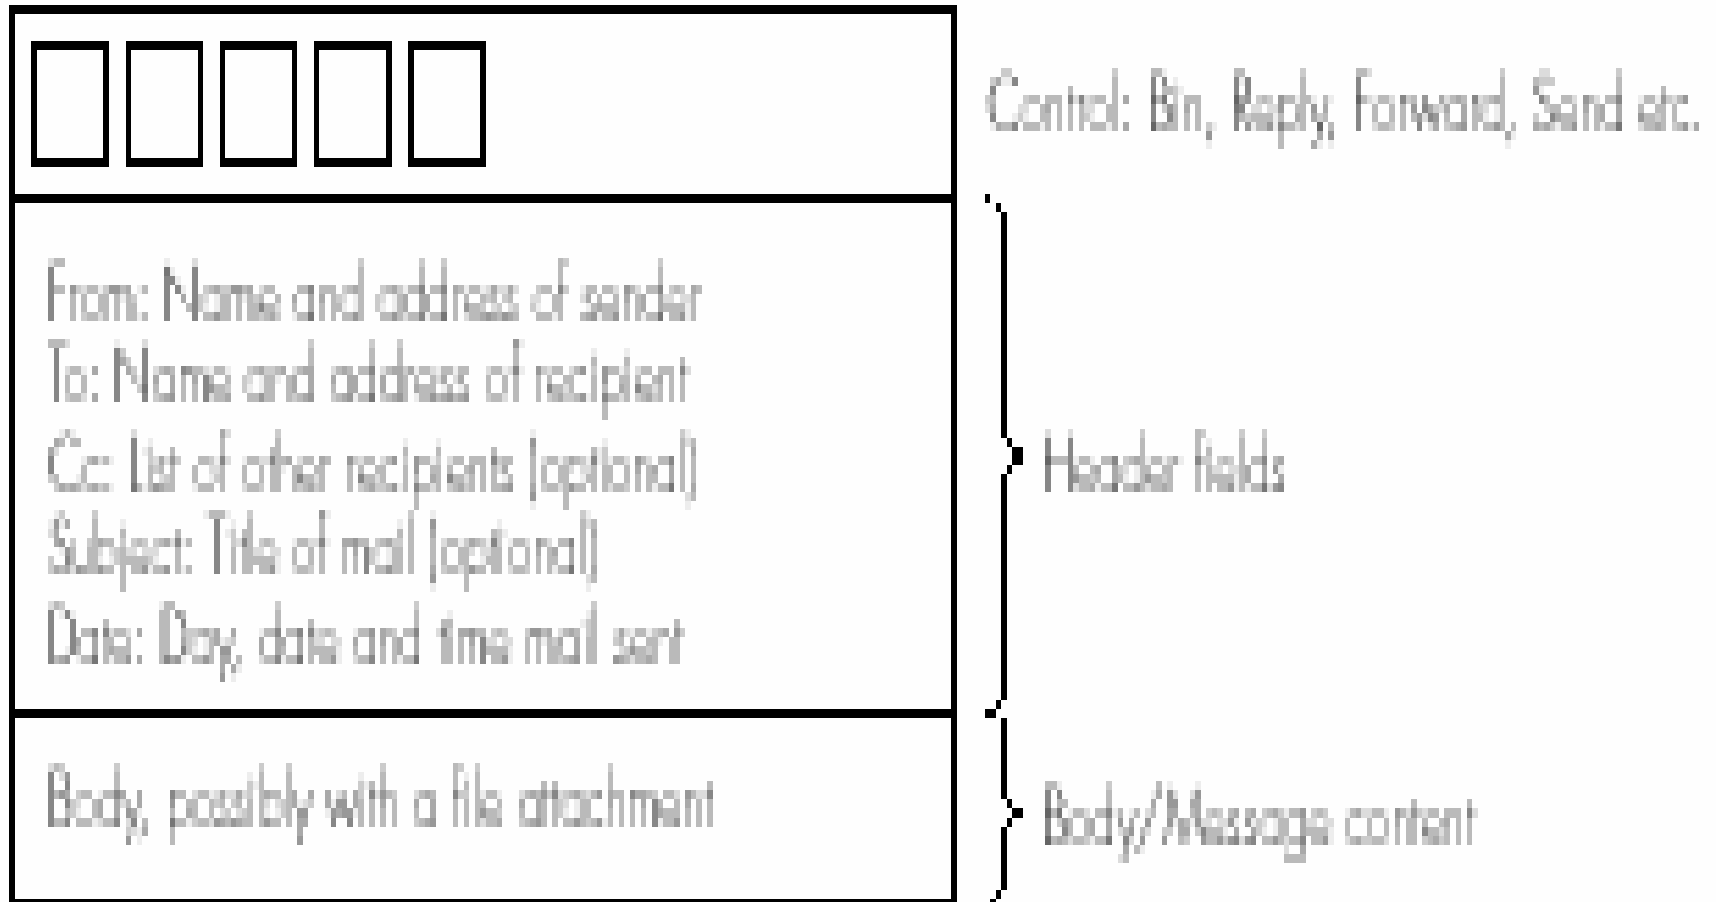 Control: Bin, Reply, Forward, Send etc.
From: Name and address of sender
To: Name and address of recipient
Cc: List of other recipients (optional)
Subject: Title of mail (optional)
Date: Day, date and time mail sent
Header fields
Body, possibly with a file attachment
Body/Message content